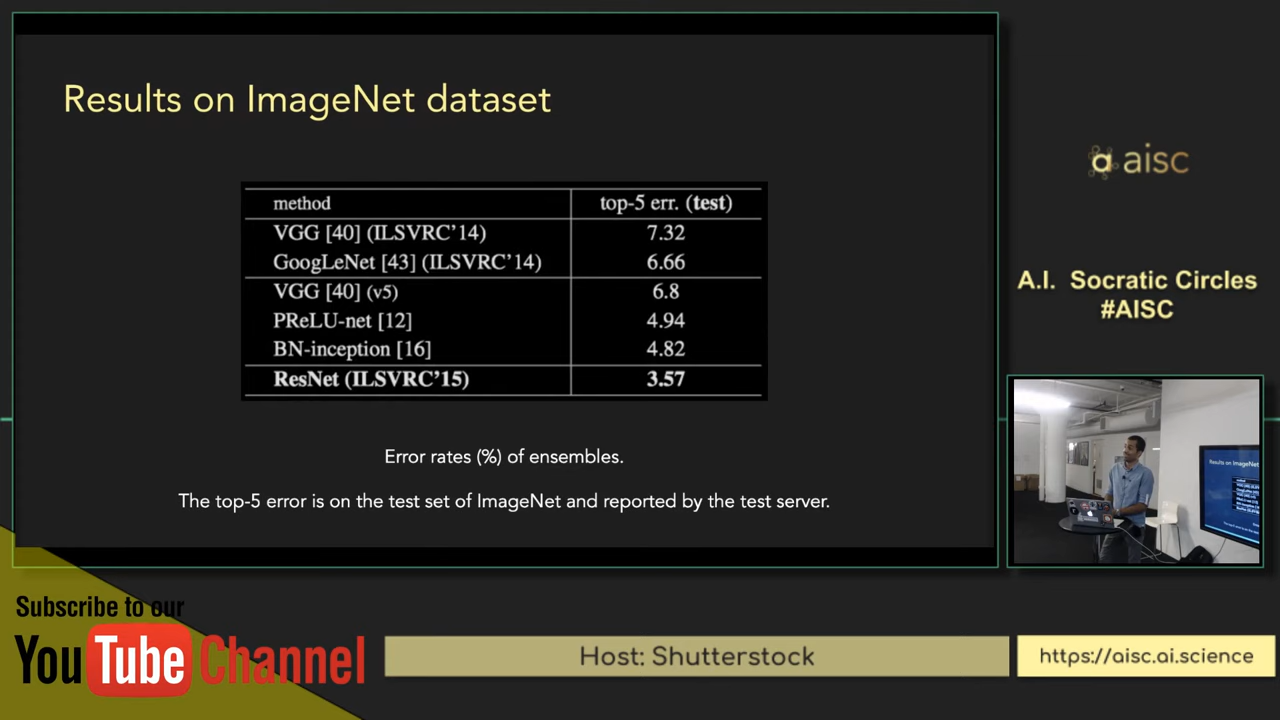 Results on ImageNet dataset
method top-5 err. (test)
VGG [40] (ILSVRC'14) 7.32
GoogLeNet [43] (ILSVRC'14) 6.66
VGG [40] (v5) 6.8
PReLU-net [12] 4.94
BN-inception [16] 4.82
ResNet (ILSVRC'15) 3.57
Error rates (%) of ensembles.
The top-5 error is on the test set of ImageNet and reported by the test server.
aisc
A.I. Socratic Circles
#AISC
Results on ImageNet
Subscribe to our
YouTube Channel
Host: Shutterstock
https://aisc.ai.science